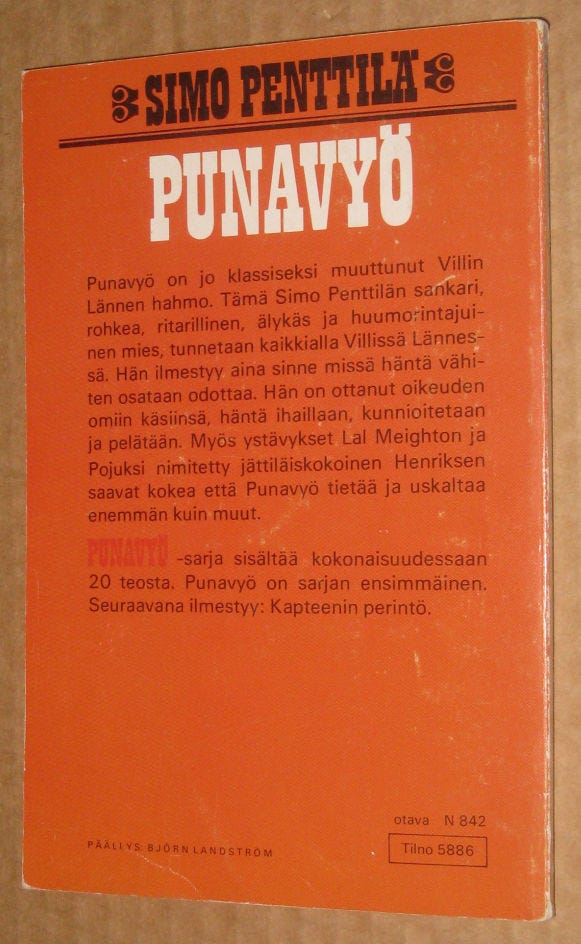 SIMO PENTTILÄ
PUNAVYÖ
Punavyö on jo klassiseksi muuttunut Villin
Lännen hahmo. Tämä Simo Penttilän sankari,
rohkea, ritarillinen, älykäs ja huumorintajui-
nen mies, tunnetaan kaikkialla Villissä Lännes-
sä. Hän ilmestyy aina sinne missä häntä vähi-
ten osataan odottaa. Hän on ottanut oikeuden
omiin käsiinsä, häntä ihaillaan, kunnioitetaan
ja pelätään. Myös ystävykset Lal Meighton ja
Pojuksi nimitetty jättiläiskokoinen Henriksen
saavat kokea että Punavyö tietää ja uskaltaa
enemmän kuin muut.
PUNAVYÖ -sarja sisältää kokonaisuudessaan
20 teosta. Punavyö on sarjan ensimmäinen.
Seuraavana ilmestyy: Kapteenin perintö.
otava N 842
PÄÄLLYS: BJÖRN LANDSTRÖM
Tilno 5886